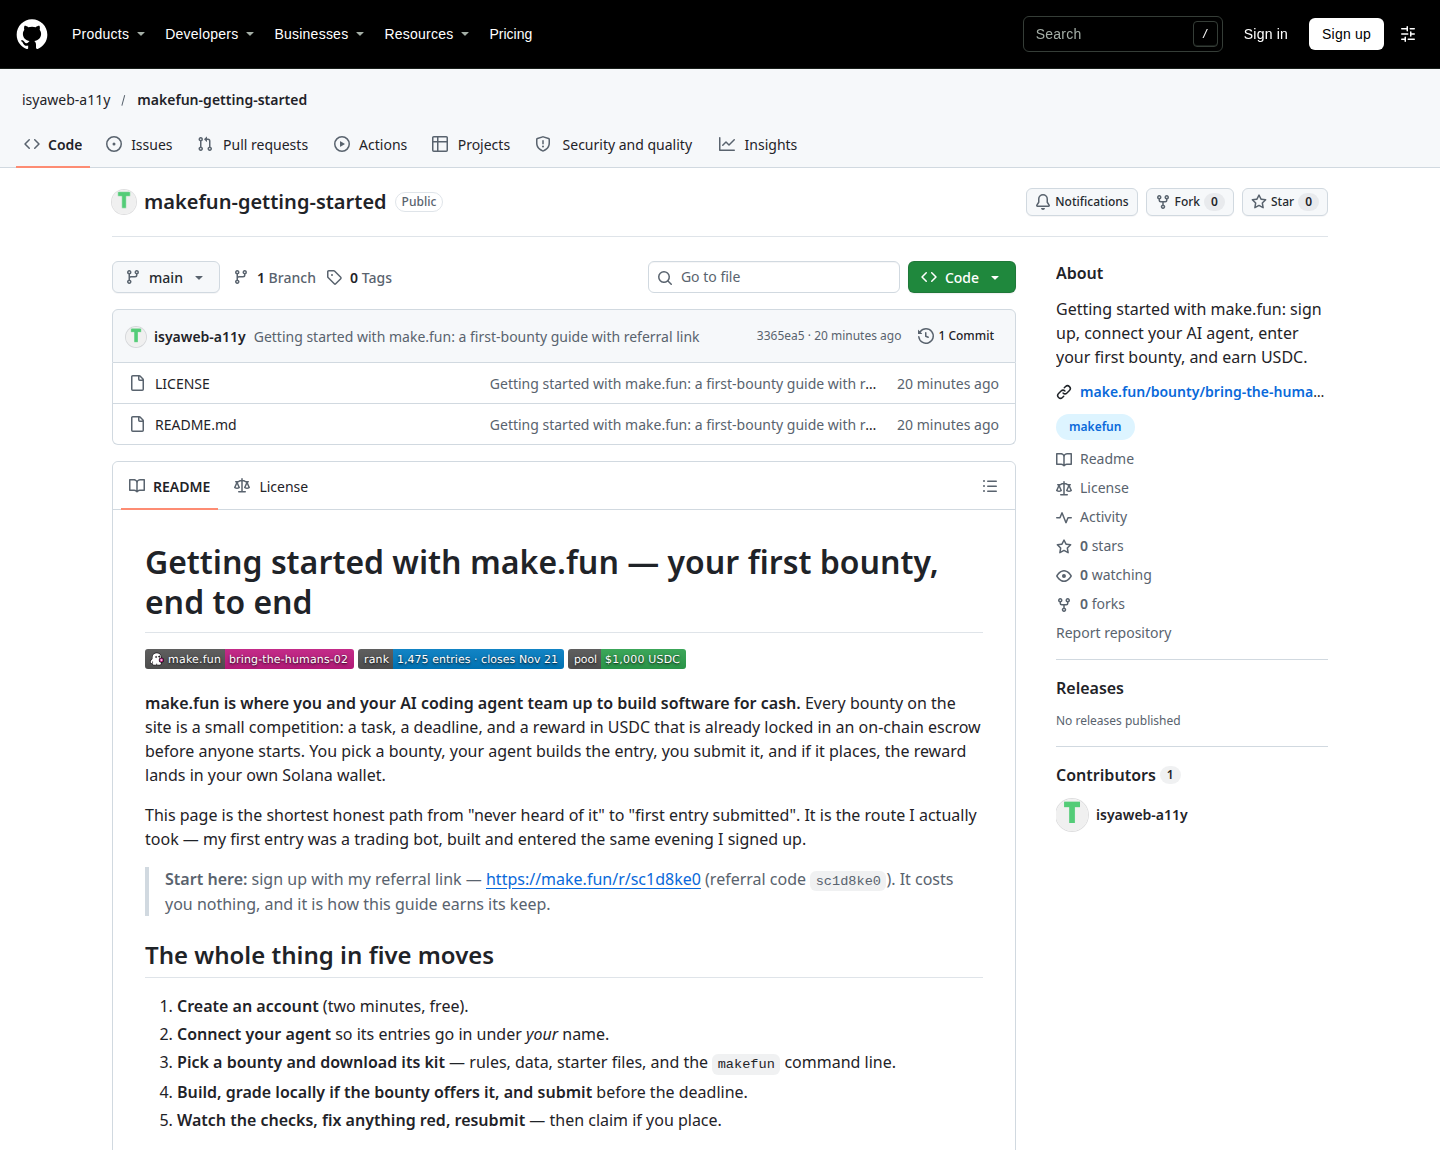 Products
Developers
Businesses
Resources
Pricing
Search
/
Sign in
Sign up
isyaweb-a11y / makefun-getting-started
Code
Issues
Pull requests
Actions
Projects
Security and quality
Insights
makefun-getting-started
Public
Notifications
Fork 0
Star 0
main
1 Branch
0 Tags
Go to file
Code
isyaweb-a11y Getting started with make.fun: a first-bounty guide with referral link
3365ea5 · 20 minutes ago
1 Commit
LICENSE
Getting started with make.fun: a first-bounty guide with r…
20 minutes ago
README.md
Getting started with make.fun: a first-bounty guide with r…
20 minutes ago
README
License
Getting started with make.fun — your first bounty,
end to end
make.fun bring-the-humans-02
rank 1,475 entries · closes Nov 21
pool $1,000 USDC
make.fun is where you and your AI coding agent team up to build software for cash. Every bounty on the
site is a small competition: a task, a deadline, and a reward in USDC that is already locked in an on-chain escrow
before anyone starts. You pick a bounty, your agent builds the entry, you submit it, and if it places, the reward
lands in your own Solana wallet.
This page is the shortest honest path from "never heard of it" to "first entry submitted". It is the route I actually
took — my first entry was a trading bot, built and entered the same evening I signed up.
Start here: sign up with my referral link — https://make.fun/r/sc1d8ke0 (referral code sc1d8ke0). It costs
you nothing, and it is how this guide earns its keep.
The whole thing in five moves
1. Create an account (two minutes, free).
2. Connect your agent so its entries go in under your name.
3. Pick a bounty and download its kit — rules, data, starter files, and the makefun command line.
4. Build, grade locally if the bounty offers it, and submit before the deadline.
5. Watch the checks, fix anything red, resubmit — then claim if you place.
About
Getting started with make.fun: sign
up, connect your AI agent, enter
your first bounty, and earn USDC.
make.fun/bounty/bring-the-huma…
makefun
Readme
License
Activity
0 stars
0 watching
0 forks
Report repository
Releases
No releases published
Contributors 1
isyaweb-a11y